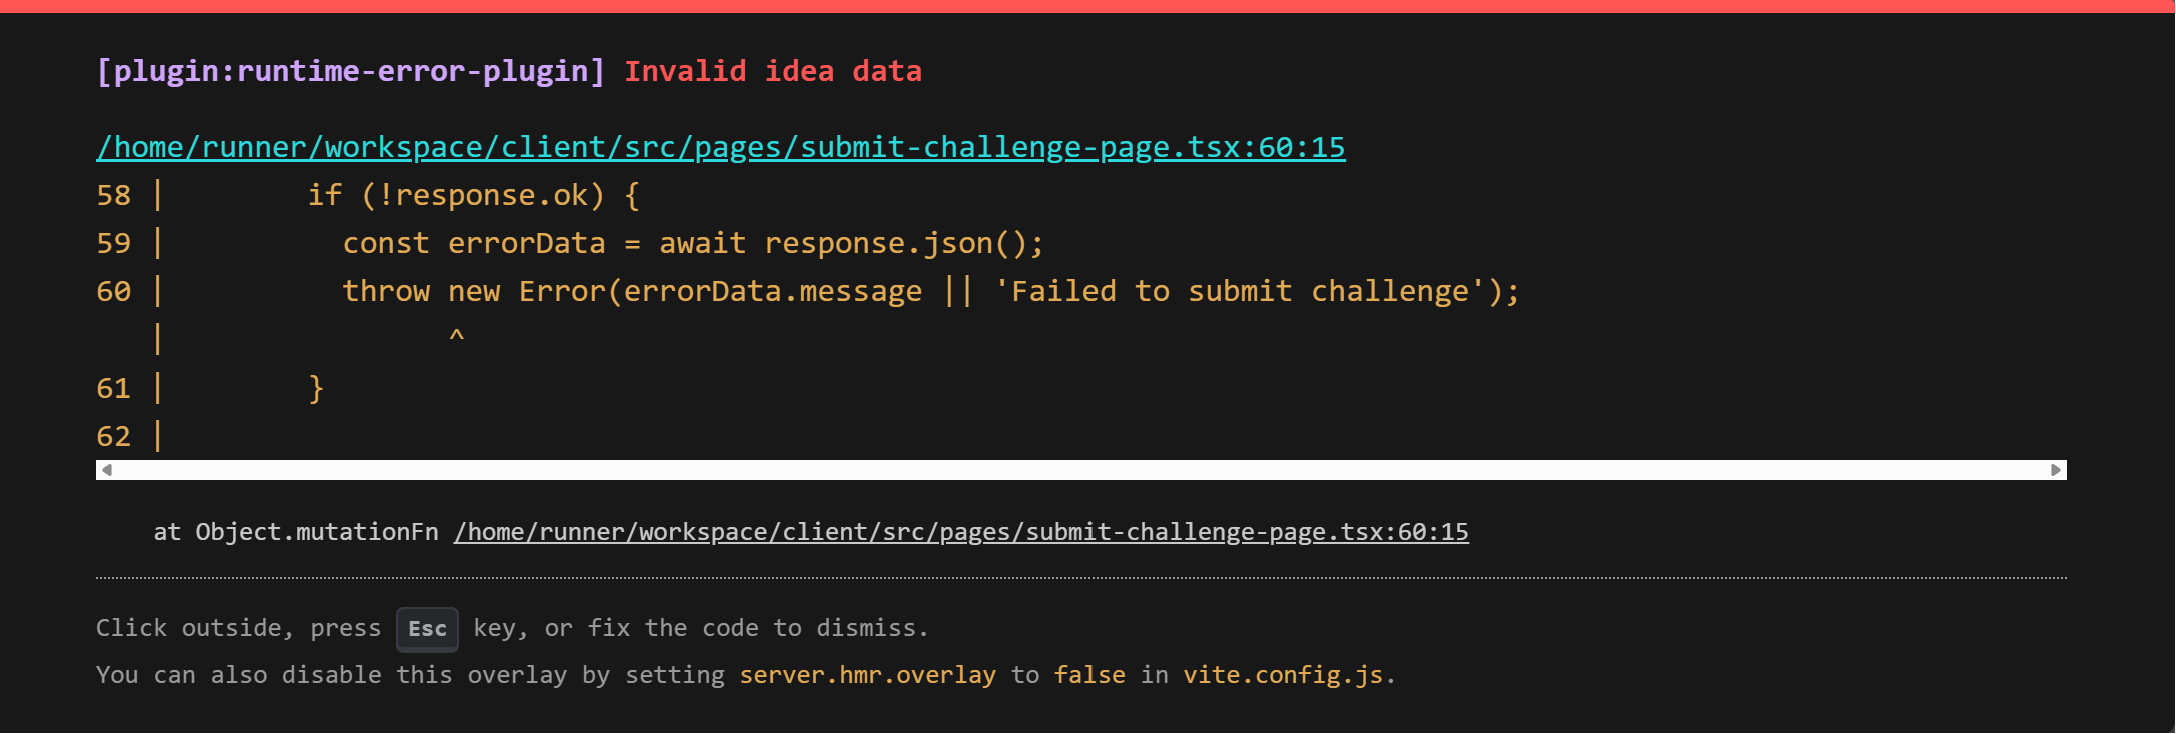 [plugin:runtime-error-plugin] Invalid idea data
/home/runner/workspace/client/src/pages/submit-challenge-page.tsx:60:15
58 |        if (!response.ok) {
59 |          const errorData = await response.json();
60 |          throw new Error(errorData.message || 'Failed to submit challenge');
   |                ^
61 |        }
62 |
at Object.mutationFn /home/runner/workspace/client/src/pages/submit-challenge-page.tsx:60:15
Click outside, press Esc key, or fix the code to dismiss.
You can also disable this overlay by setting server.hmr.overlay to false in vite.config.js.